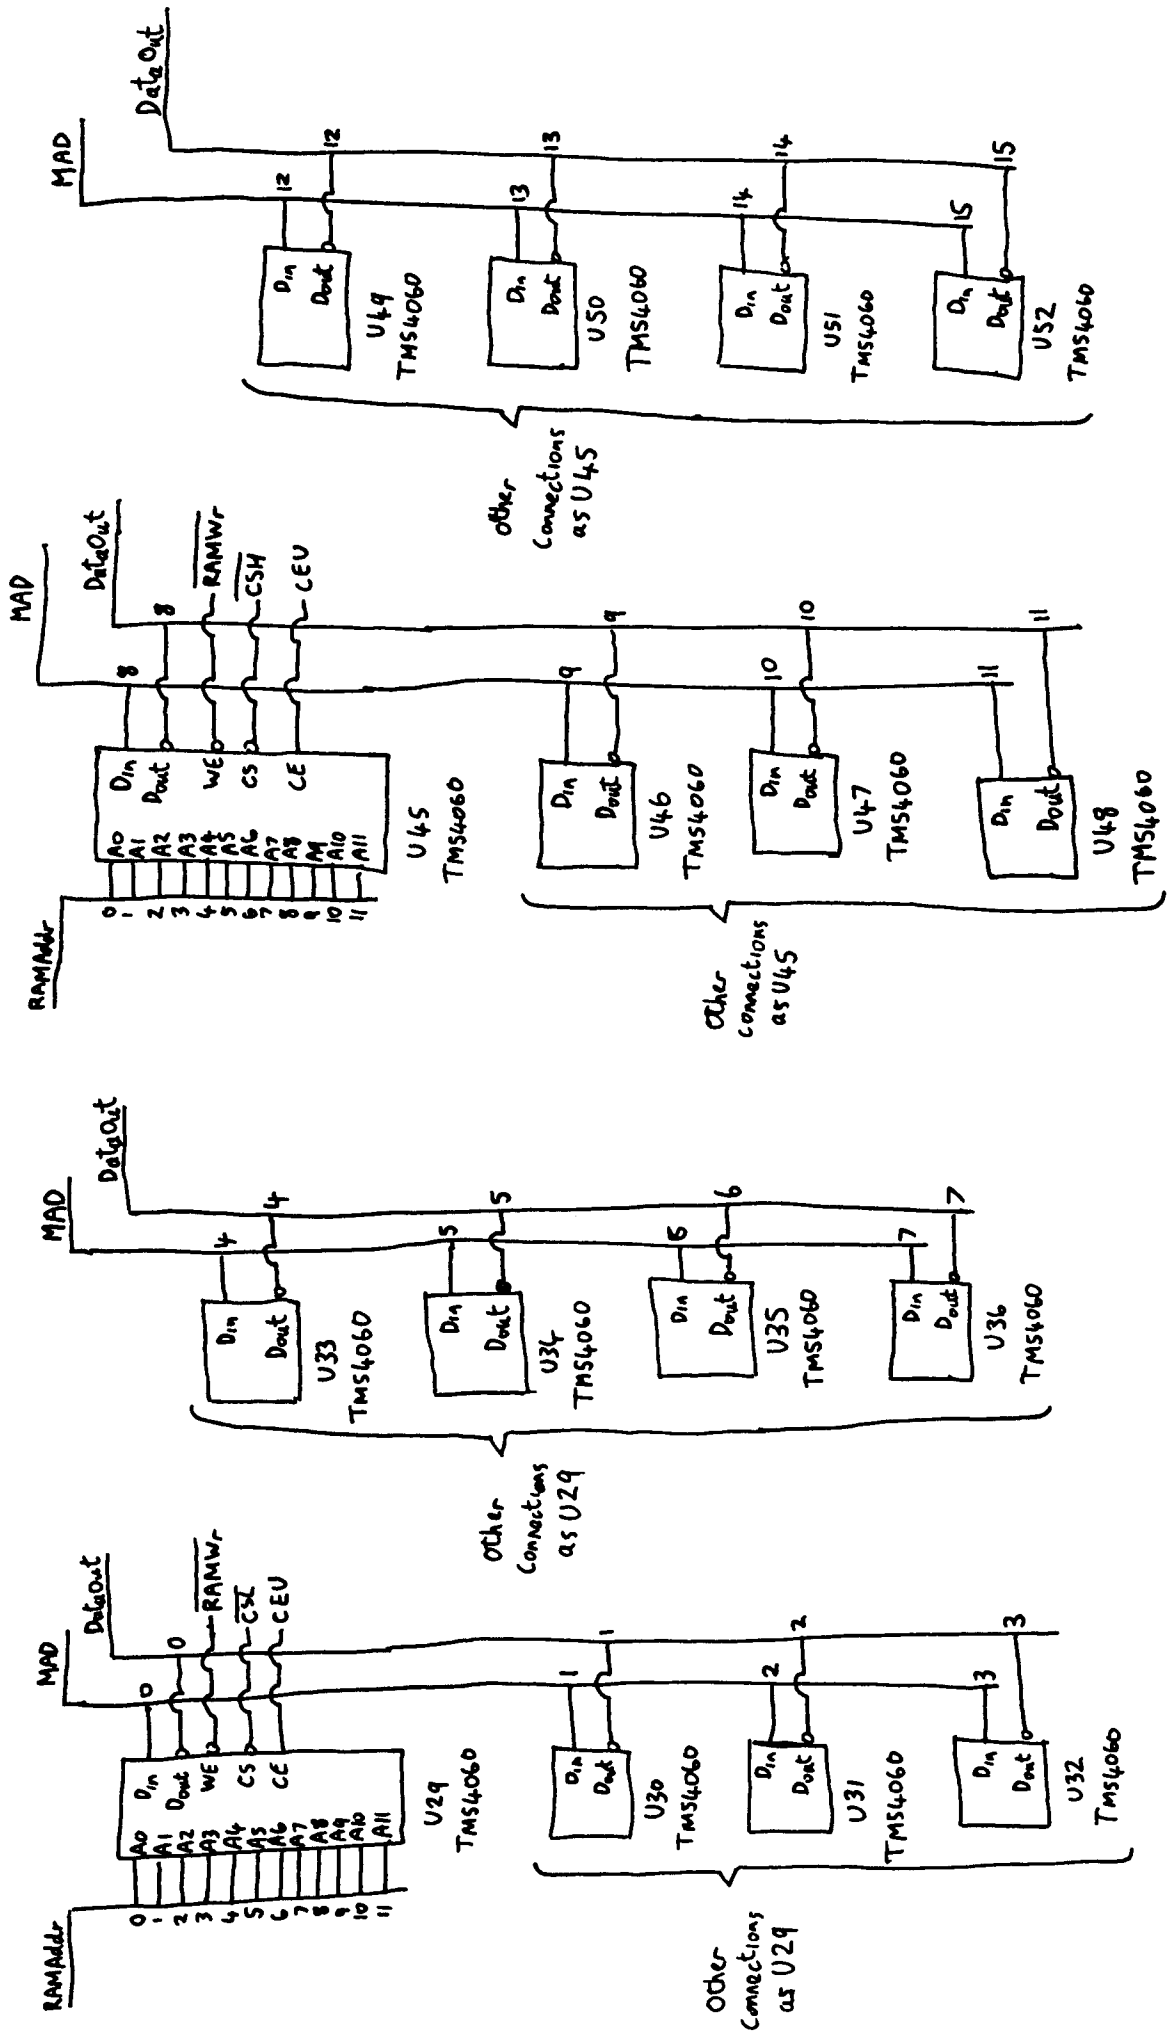 RAMAddr
0
1
2
3
4
5
6
7
8
9
10
11
A0
A1
A2
A3
A4
A5
A6
A7
A8
A9
A10
A11
Din
Dout
WE
CS
CE
U29
TMS4060
MAD
0
DataOut
0
RAMWr
CSL
CEU
Din
Dout
U30
TMS4060
1
1
Din
Dout
U31
TMS4060
2
2
Din
Dout
U32
TMS4060
3
3
Other
Connections
as U29
MAD
DataOut
4
4
Din
Dout
U33
TMS4060
5
5
Din
Dout
U34
TMS4060
6
6
Din
Dout
U35
TMS4060
7
7
Din
Dout
U36
TMS4060
Other
Connections
as U29
RAMAddr
0
1
2
3
4
5
6
7
8
9
10
11
A0
A1
A2
A3
A4
A5
A6
A7
A8
A9
A10
A11
Din
Dout
WE
CS
CE
U45
TMS4060
MAD
8
DataOut
8
RAMWr
CSH
CEU
Din
Dout
U46
TMS4060
9
9
Din
Dout
U47
TMS4060
10
10
Din
Dout
U48
TMS4060
11
11
Other
Connections
as U45
MAD
DataOut
12
12
Din
Dout
U49
TMS4060
13
13
Din
Dout
U50
TMS4060
14
14
Din
Dout
U51
TMS4060
15
15
Din
Dout
U52
TMS4060
Other
Connections
as U45